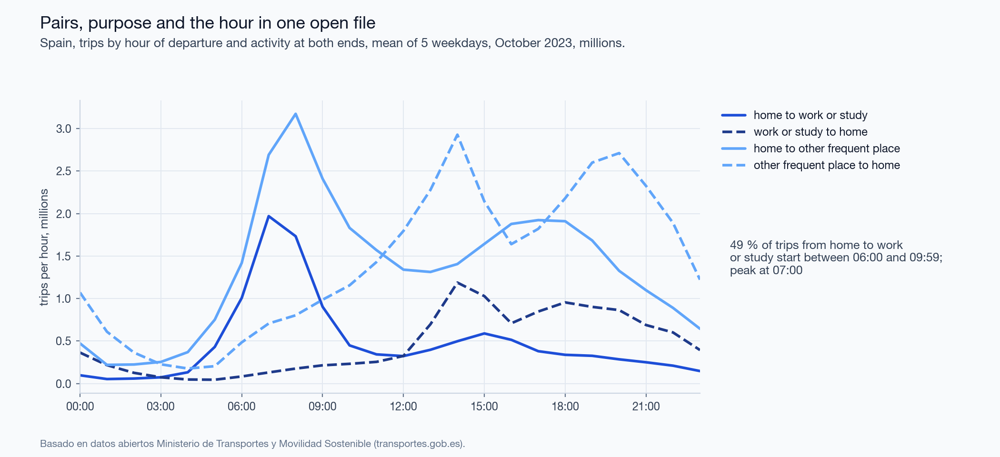 Pairs, purpose and the hour in one open file
Spain, trips by hour of departure and activity at both ends, mean of 5 weekdays, October 2023, millions.
trips per hour, millions
3.0
2.5
2.0
1.5
1.0
0.5
0.0
00:00
03:00
06:00
09:00
12:00
15:00
18:00
21:00
home to work or study
work or study to home
home to other frequent place
other frequent place to home
49 % of trips from home to work
or study start between 06:00 and 09:59;
peak at 07:00
Basado en datos abiertos Ministerio de Transportes y Movilidad Sostenible (transportes.gob.es).